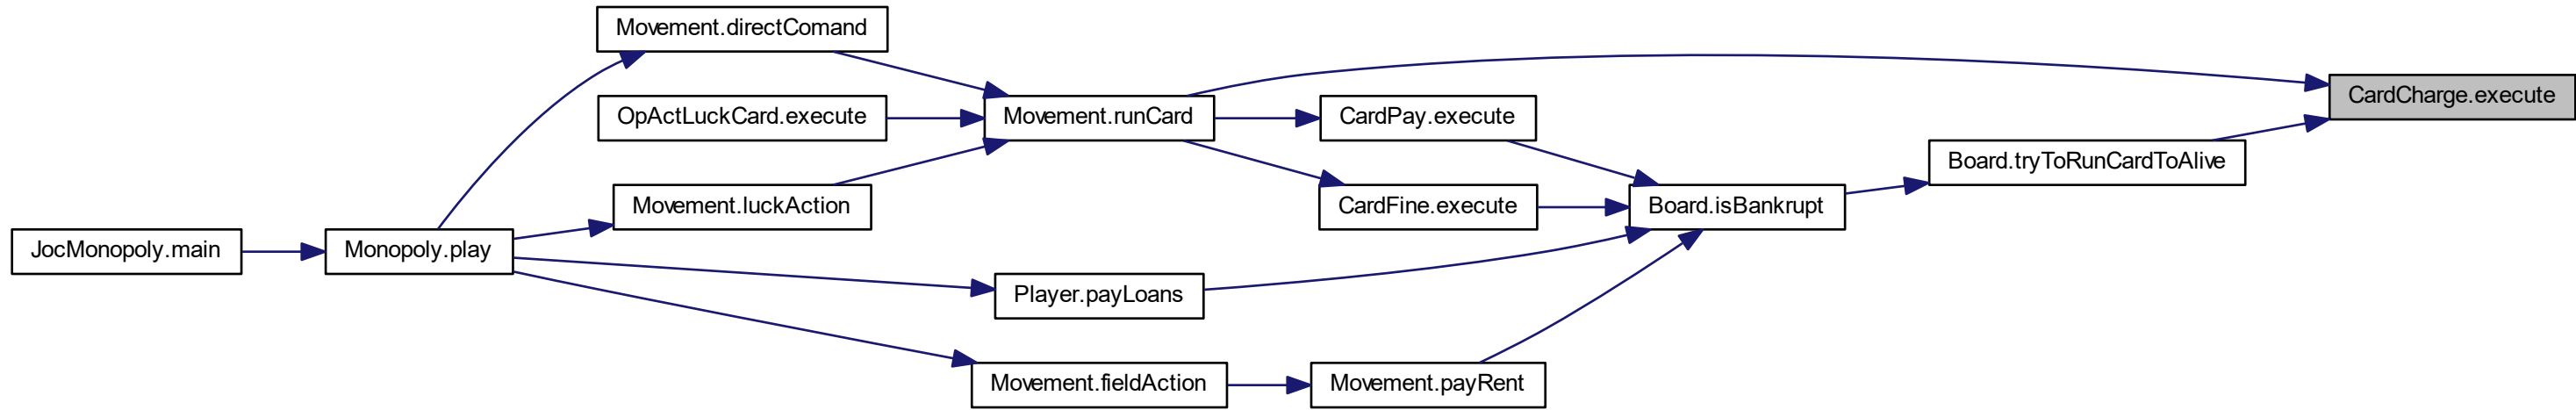 Movement.directComand
CardCharge.execute
OpActLuckCard.execute
Movement.runCard
CardPay.execute
Board.tryToRunCardToAlive
Movement.luckAction
CardFine.execute
Board.isBankrupt
JocMonopoly.main
Monopoly.play
Player.payLoans
Movement.fieldAction
Movement.payRent